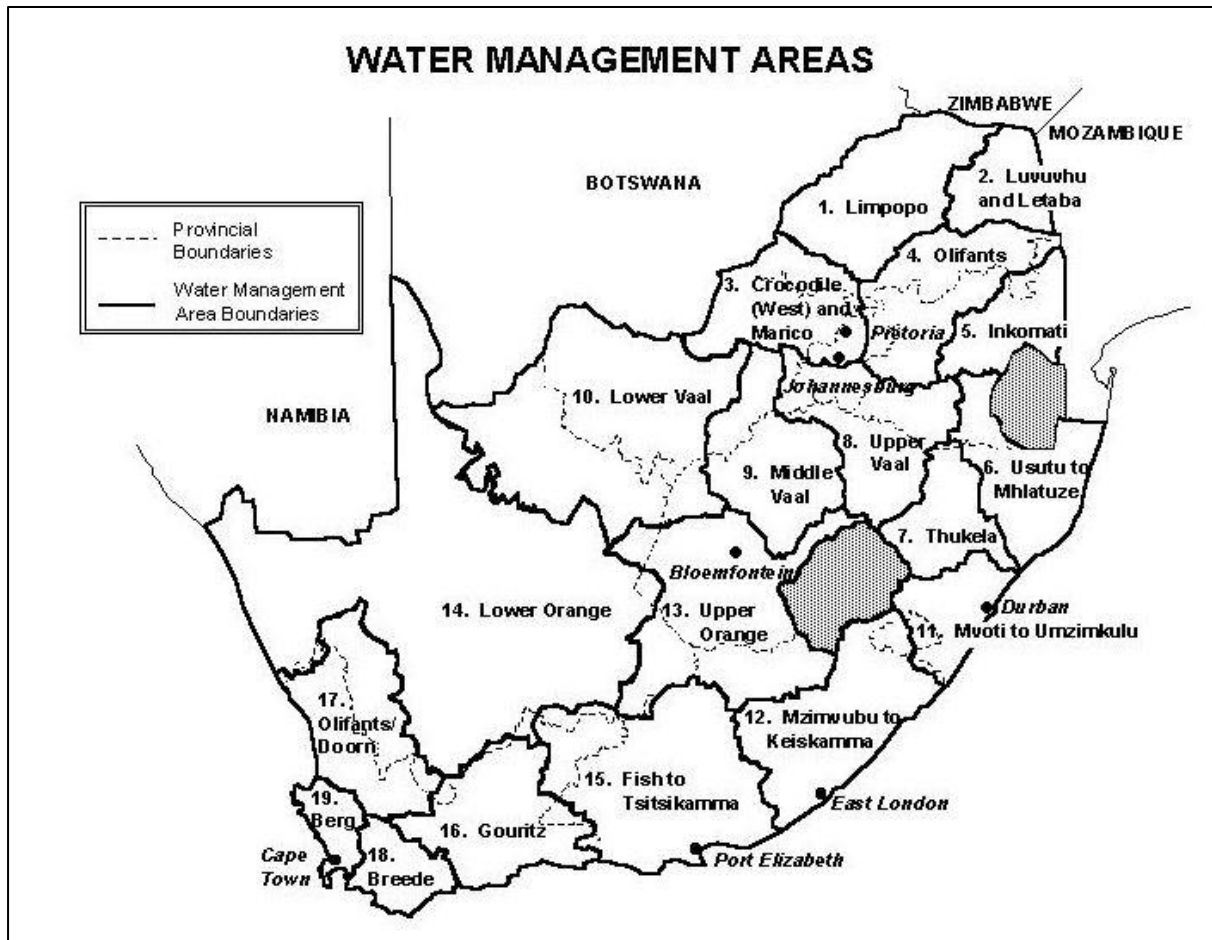 WATER MANAGEMENT AREAS
ZIMBABWE
MOZAMBIQUE
BOTSWANA
2. Luvuvhu
and Letaba
1. Limpopo
Provincial
Boundaries
Water Management
Area Boundaries
4. Olifants
3. Crocodile
(West) and
Marico
Pretoria
5. Inkomati
Johannesburg
10. Lower Vaal
NAMIBIA
8. Upper
Vaal
9. Middle
Vaal
6. Usutu to
Mhlatuze
7. Thukela
Bloemfontein
14. Lower Orange
13. Upper
Orange
Durban
11. Mvoti to Umzimkulu
17.
Olifants/
Doorn
12. Mzimvubu to
Keiskamma
15. Fish to
Tsitsikamma
East London
19.
Berg
16. Gouritz
Cape
Town
18.
Breede
Port Elizabeth